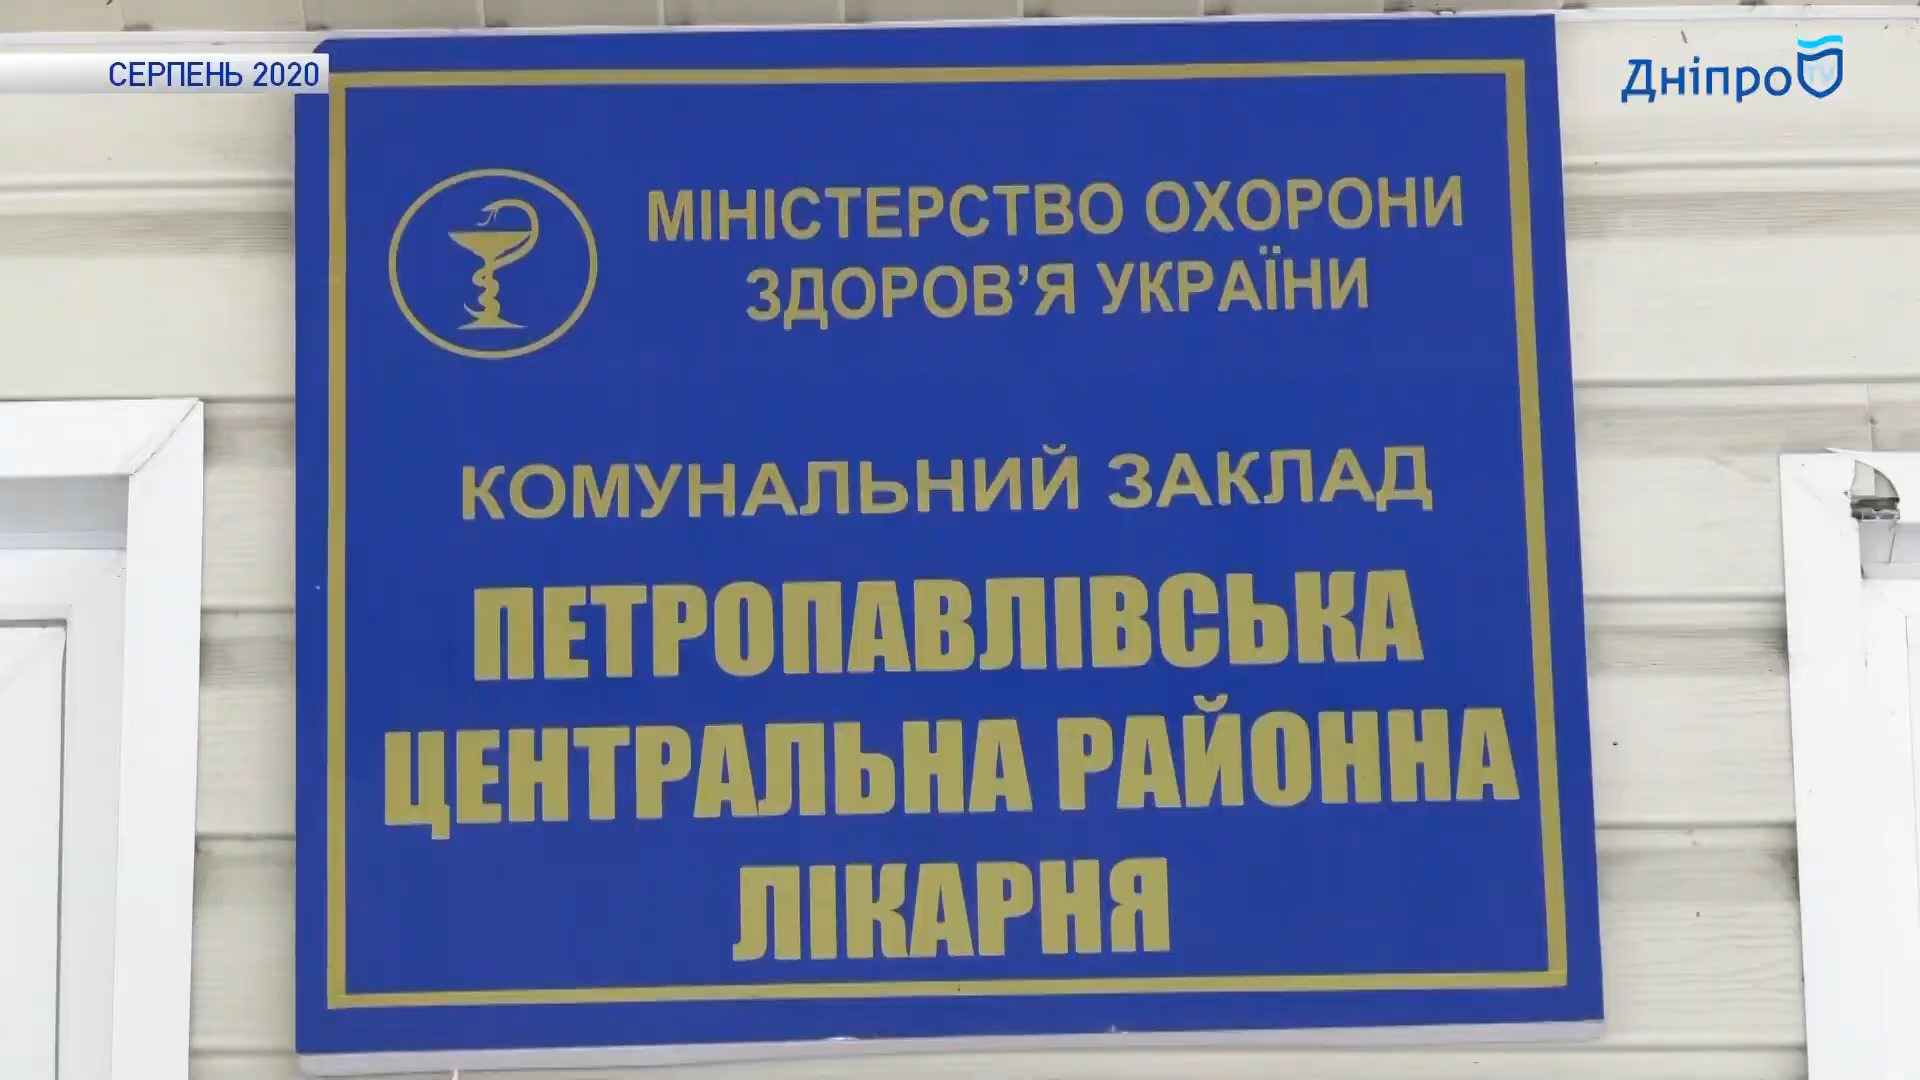 СЕРПЕНЬ 2020
Дніпро TV
МІНІСТЕРСТВО ОХОРОНИ
ЗДОРОВ’Я УКРАЇНИ
КОМУНАЛЬНИЙ ЗАКЛАД
ПЕТРОПАВЛІВСЬКА
ЦЕНТРАЛЬНА РАЙОННА
ЛІКАРНЯ